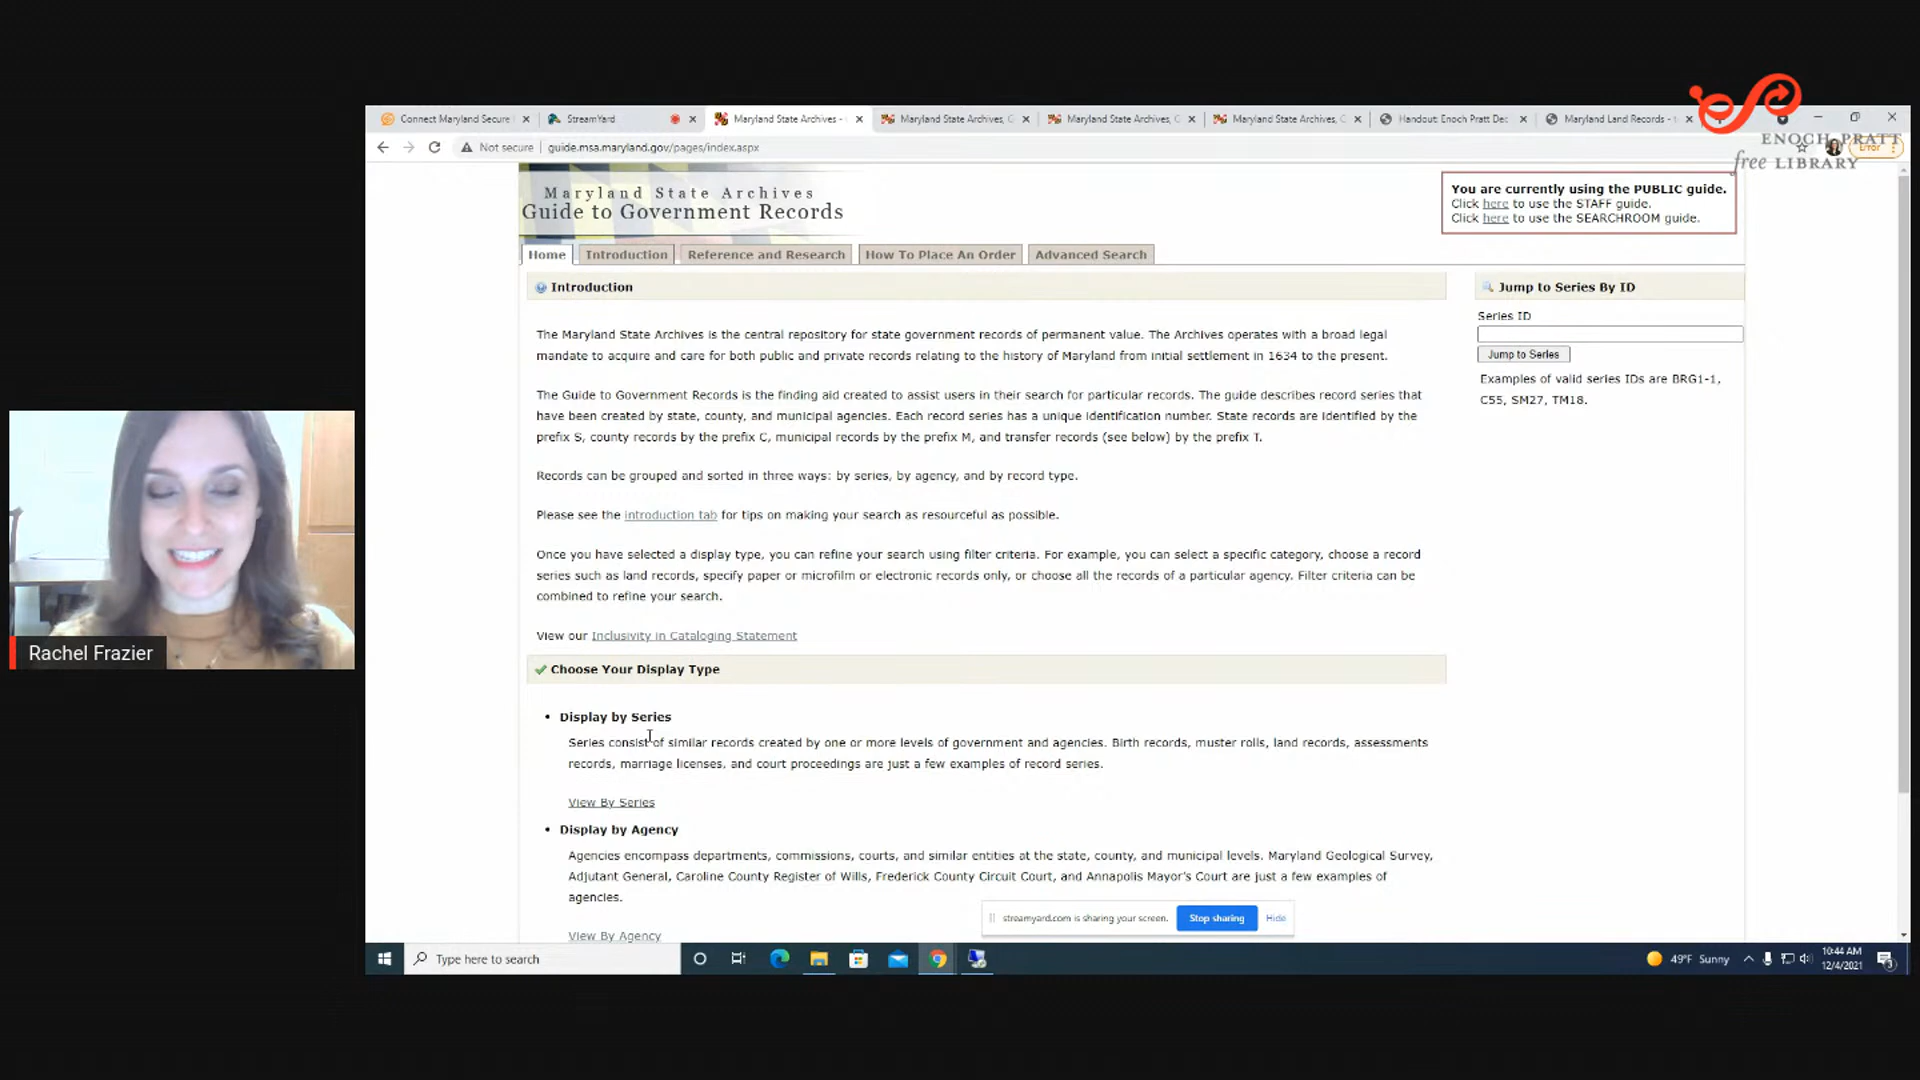 Connect Maryland Secure
StreamYard
Maryland State Archives -
Maryland State Archives, G
Maryland State Archives, G
Maryland State Archives, G
Handout: Enoch Pratt Dec
Maryland Land Records -
ENOCH PRATT
free LIBRARY
Not secure
guide.msa.maryland.gov/pages/index.aspx
Error
Maryland State Archives
Guide to Government Records
You are currently using the PUBLIC guide.
Click here to use the STAFF guide.
Click here to use the SEARCHROOM guide.
Home
Introduction
Reference and Research
How To Place An Order
Advanced Search
Introduction
The Maryland State Archives is the central repository for state government records of permanent value. The Archives operates with a broad legal
mandate to acquire and care for both public and private records relating to the history of Maryland from initial settlement in 1634 to the present.
The Guide to Government Records is the finding aid created to assist users in their search for particular records. The guide describes record series that
have been created by state, county, and municipal agencies. Each record series has a unique identification number. State records are identified by the
prefix S, county records by the prefix C, municipal records by the prefix M, and transfer records (see below) by the prefix T.
Records can be grouped and sorted in three ways: by series, by agency, and by record type.
Please see the introduction tab for tips on making your search as resourceful as possible.
Once you have selected a display type, you can refine your search using filter criteria. For example, you can select a specific category, choose a record
series such as land records, specify paper or microfilm or electronic records only, or choose all the records of a particular agency. Filter criteria can be
combined to refine your search.
View our Inclusivity in Cataloging Statement
Jump to Series By ID
Series ID
Jump to Series
Examples of valid series IDs are BRG1-1,
C55, SM27, TM18.
Rachel Frazier
Choose Your Display Type
• Display by Series
Series consist of similar records created by one or more levels of government and agencies. Birth records, muster rolls, land records, assessments
records, marriage licenses, and court proceedings are just a few examples of record series.
View By Series
• Display by Agency
Agencies encompass departments, commissions, courts, and similar entities at the state, county, and municipal levels. Maryland Geological Survey,
Adjutant General, Caroline County Register of Wills, Frederick County Circuit Court, and Annapolis Mayor's Court are just a few examples of
agencies.
View By Agency
streamyard.com is sharing your screen.
Stop sharing
Hide
Type here to search
49°F Sunny
10:44 AM
12/4/2021
3